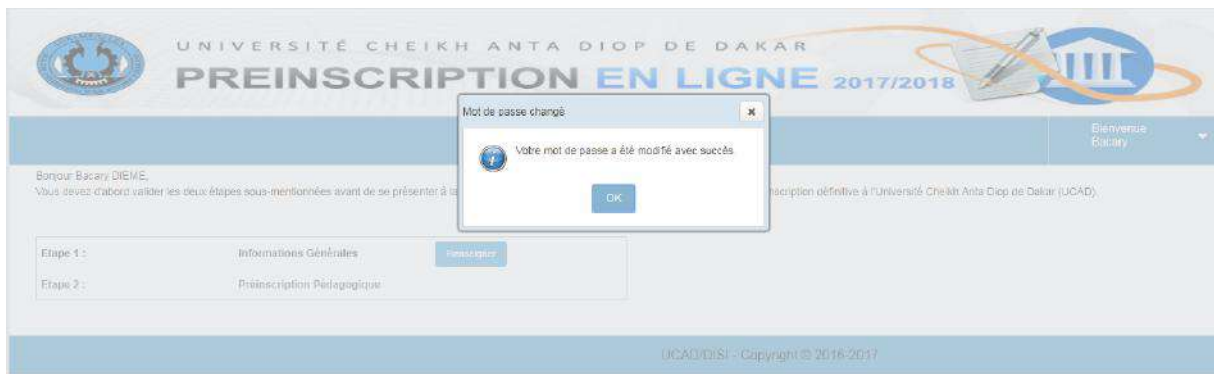 UNIVERSITÉ CHEIKH ANTA DIOP DE DAKAR
PREINSCRIPTION EN LIGNE 2017/2018
Mot de passe changé
Votre mot de passe a été modifié avec succès
OK
Bienvenue
Bacary
Bonjour Bacary DIEME,
Vous devez d'abord valider les deux étapes sous-mentionnées avant de se présenter à la inscription définitive à l'Université Cheikh Anta Diop de Dakar (UCAD).
Etape 1 : Informations Générales Renseigner
Etape 2 : Préinscription Pédagogique
UCAD/DISI - Copyright © 2016-2017